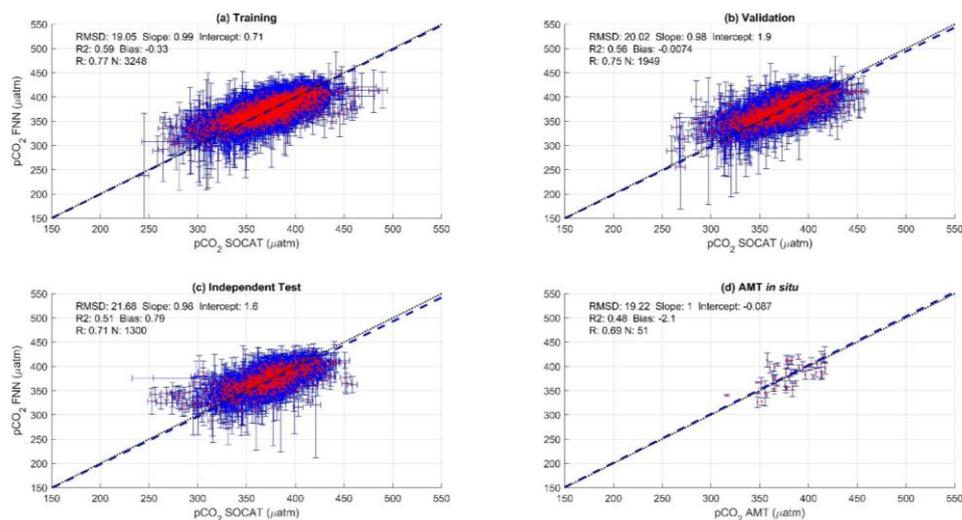 (a) Training
RMSD: 19.05 Slope: 0.99 Intercept: 0.71
R2: 0.59 Bias: -0.33
R: 0.77 N: 3248
550
500
450
400
350
300
250
200
150
pCO2 FNN (µatm)
150 200 250 300 350 400 450 500 550
pCO2 SOCAT (µatm)
(b) Validation
RMSD: 20.02 Slope: 0.98 Intercept: 1.9
R2: 0.56 Bias: -0.0074
R: 0.75 N: 1949
550
500
450
400
350
300
250
200
150
150 200 250 300 350 400 450 500 550
pCO2 SOCAT (µatm)
(c) Independent Test
RMSD: 21.68 Slope: 0.98 Intercept: 1.6
R2: 0.51 Bias: 0.79
R: 0.71 N: 1300
550
500
450
400
350
300
250
200
150
pCO2 FNN (µatm)
150 200 250 300 350 400 450 500 550
pCO2 SOCAT (µatm)
(d) AMT in situ
RMSD: 19.22 Slope: 1 Intercept: -0.087
R2: 0.48 Bias: -2.1
R: 0.69 N: 51
550
500
450
400
350
300
250
200
150
150 200 250 300 350 400 450 500 550
pCO2 AMT (µatm)